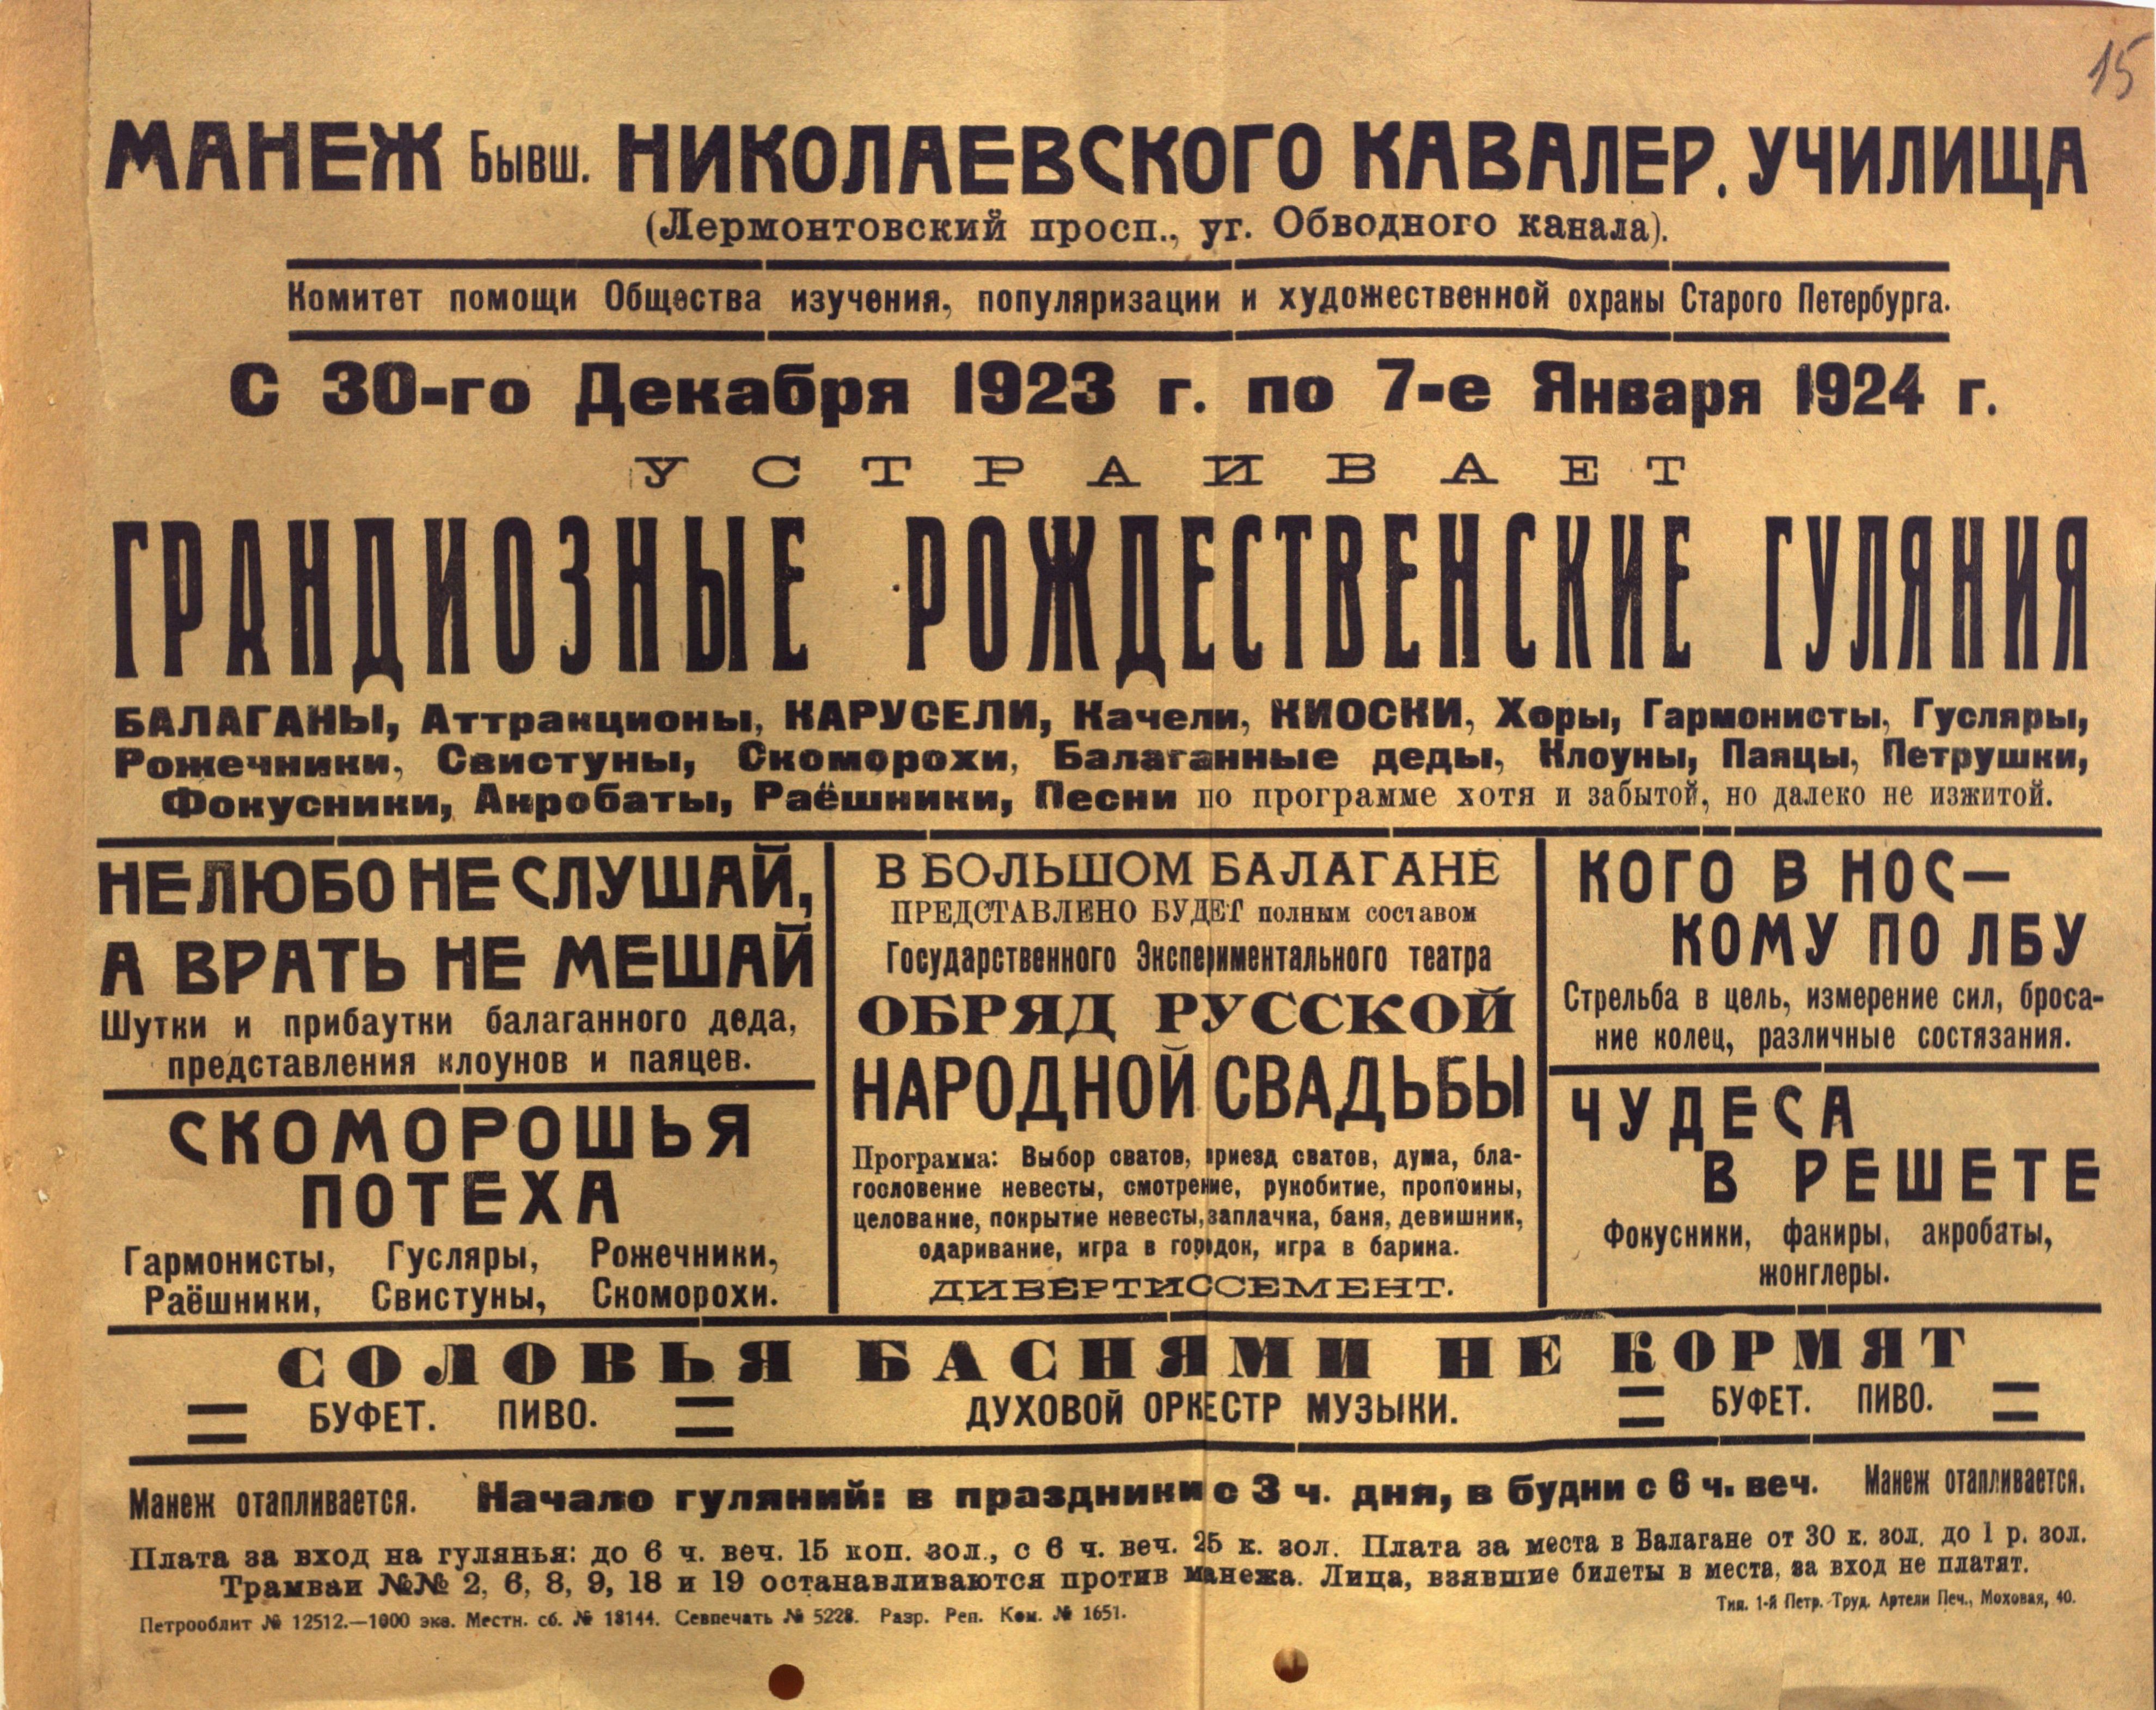 15
МАНЕЖ Бывш. НИКОЛАЕВСКОГО КАВАЛЕР. УЧИЛИЩА
(Лермонтовский просп., уг. Обводного канала).
Комитет помощи Общества изучения, популяризации и художественной охраны Старого Петербурга.
С 30-го Декабря 1923 г. по 7-е Января 1924 г.
УСТРАИВАЕТ
ГРАНДИОЗНЫЕ РОЖДЕСТВЕНСКИЕ ГУЛЯНИЯ
БАЛАГАНЫ, Аттракционы, КАРУСЕЛИ, Качели, КИОСКИ, Хоры, Гармонисты, Гусляры,
Рожечники, Свистуны, Скоморохи, Балаганные деды, Клоуны, Паяцы, Петрушки,
Фокусники, Акробаты, Раёшники, Песни по программе хотя и забытой, но далеко не изжитой.
НЕ ЛЮБО НЕ СЛУШАЙ,
А ВРАТЬ НЕ МЕШАЙ
Шутки и прибаутки балаганного деда,
представления клоунов и паяцев.
СКОМОРОШЬЯ
ПОТЕХА
Гармонисты, Гусляры, Рожечники,
Раёшники, Свистуны, Скоморохи.
В БОЛЬШОМ БАЛАГАНЕ
ПРЕДСТАВЛЕНО БУДЕТ полным составом
Государственного Экспериментального театра
ОБРЯД РУССКОЙ
НАРОДНОЙ СВАДЬБЫ
Программа: Выбор сватов, приезд сватов, дума, бла-
гословение невесты, смотрение, рукобитие, пропоины,
целование, покрытие невесты, заплачка, баня, девишник,
одаривание, игра в городок, игра в барина.
ДИВЕРТИССЕМЕНТ.
КОГО В НОС—
КОМУ ПО ЛБУ
Стрельба в цель, измерение сил, броса-
ние колец, различные состязания.
ЧУДЕСА
В РЕШЕТЕ
Фокусники, факиры, акробаты,
жонглеры.
СОЛОВЬЯ БАСНЯМИ НЕ КОРМЯТ
БУФЕТ. ПИВО. ДУХОВОЙ ОРКЕСТР МУЗЫКИ. БУФЕТ. ПИВО.
Манеж отапливается. Начало гуляний: в праздники с 3 ч. дня, в будни с 6 ч. веч. Манеж отапливается.
Плата за вход на гулянья: до 6 ч. веч. 15 коп. зол., с 6 ч. веч. 25 к. зол. Плата за места в Балагане от 30 к. зол. до 1 р. зол.
Трамваи №№ 2, 6, 8, 9, 18 и 19 останавливаются против манежа. Лица, взявшие билеты в места, за вход не платят.
Петрооблит № 12512.—1000 экз. Местн. сб. № 18144. Севпечать № 5228. Разр. Реп. Ком. № 1651.
Тип. 1-й Петр. Труд. Артели Печ., Моховая, 40.